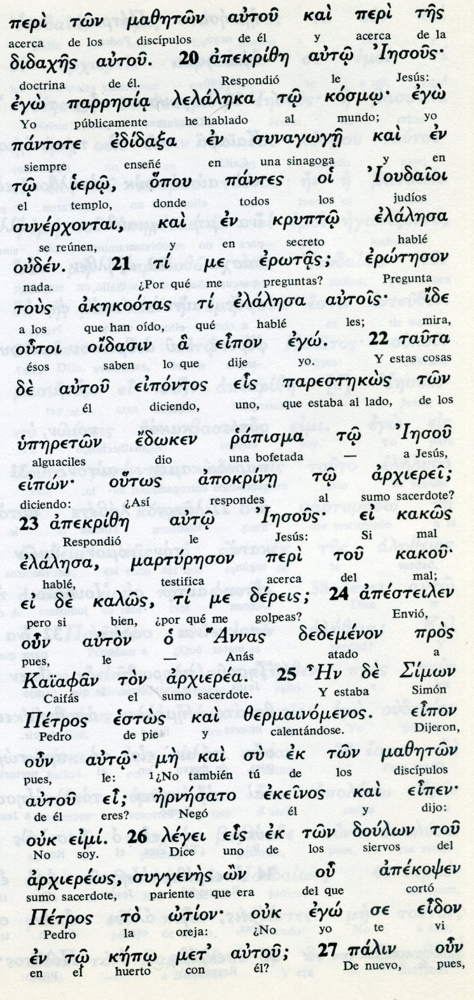 περὶ τῶν μαθητῶν αὐτοῦ καὶ περὶ τῆς
acerca de los discípulos de él y acerca de la
διδαχῆς αὐτοῦ. 20 ἀπεκρίθη αὐτῷ Ἰησοῦς·
doctrina de él. Respondió le Jesús:
ἐγὼ παρρησίᾳ λελάληκα τῷ κόσμῳ· ἐγὼ
Yo públicamente he hablado al mundo; yo
πάντοτε ἐδίδαξα ἐν συναγωγῇ καὶ ἐν
siempre enseñé en una sinagoga y en
τῷ ἱερῷ, ὅπου πάντες οἱ Ἰουδαῖοι
el templo, donde todos los judíos
συνέρχονται, καὶ ἐν κρυπτῷ ἐλάλησα
se reúnen, y en secreto hablé
οὐδέν. 21 τί με ἐρωτᾷς; ἐρώτησον
nada. ¿Por qué me preguntas? Pregunta
τοὺς ἀκηκοότας τί ἐλάλησα αὐτοῖς· ἴδε
a los que han oído, qué hablé les; mira,
οὗτοι οἴδασιν ἃ εἶπον ἐγώ. 22 ταῦτα
ésos saben lo que dije yo. Y estas cosas
δὲ αὐτοῦ εἰπόντος εἷς παρεστηκὼς τῶν
él diciendo, uno, que estaba al lado, de los
ὑπηρετῶν ἔδωκεν ῥάπισμα τῷ Ἰησοῦ
alguaciles dio una bofetada — a Jesús,
εἰπών· οὕτως ἀποκρίνῃ τῷ ἀρχιερεῖ;
diciendo: ¿Así respondes al sumo sacerdote?
23 ἀπεκρίθη αὐτῷ Ἰησοῦς· εἰ κακῶς
Respondió le Jesús: Si mal
ἐλάλησα, μαρτύρησον περὶ τοῦ κακοῦ·
hablé, testifica acerca del mal;
εἰ δὲ καλῶς, τί με δέρεις; 24 ἀπέστειλεν
pero si bien, ¿por qué me golpeas? Envió,
οὖν αὐτὸν ὁ Ἄννας δεδεμένον πρὸς
pues, le — Anás atado a
Καϊαφᾶν τὸν ἀρχιερέα. 25 Ἦν δὲ Σίμων
Caifás el sumo sacerdote. Y estaba Simón
Πέτρος ἑστὼς καὶ θερμαινόμενος. εἶπον
Pedro de pie y calentándose. Dijeron,
οὖν αὐτῷ μὴ καὶ σὺ ἐκ τῶν μαθητῶν
pues, le: ¹¿No también tú de los discípulos
αὐτοῦ εἶ; ἠρνήσατο ἐκεῖνος καὶ εἶπεν·
de él eres? Negó él y dijo:
οὐκ εἰμί. 26 λέγει εἷς ἐκ τῶν δούλων τοῦ
No soy. Dice uno de los siervos del
ἀρχιερέως, συγγενὴς ὢν οὗ ἀπέκοψεν
sumo sacerdote, pariente que era del que cortó
Πέτρος τὸ ὠτίον· οὐκ ἐγώ σε εἶδον
Pedro la oreja: ¿No yo te vi
ἐν τῷ κήπῳ μετ' αὐτοῦ; 27 πάλιν οὖν
en el huerto con él? De nuevo, pues,